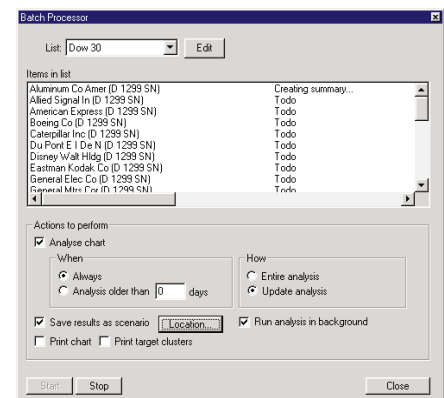 Batch Processor
List: Dow 30 Edit
Items in list
Aluminum Co Amer (D 1299 SN) Creating summary...
Allied Signal In (D 1299 SN) Todo
American Express (D 1299 SN) Todo
Boeing Co (D 1299 SN) Todo
Caterpillar Inc (D 1299 SN) Todo
Du Pont E I De N (D 1299 SN) Todo
Disney Walt Hldg (D 1299 SN) Todo
Eastman Kodak Co (D 1299 SN) Todo
General Elec Co (D 1299 SN) Todo
General Mtrs Cor (D 1299 SN) Todo
Actions to perform
Analyse chart
When How
Always Entire analysis
Analysis older than 0 days Update analysis
Save results as scenario Location... Run analysis in background
Print chart Print target clusters
Start Stop Close